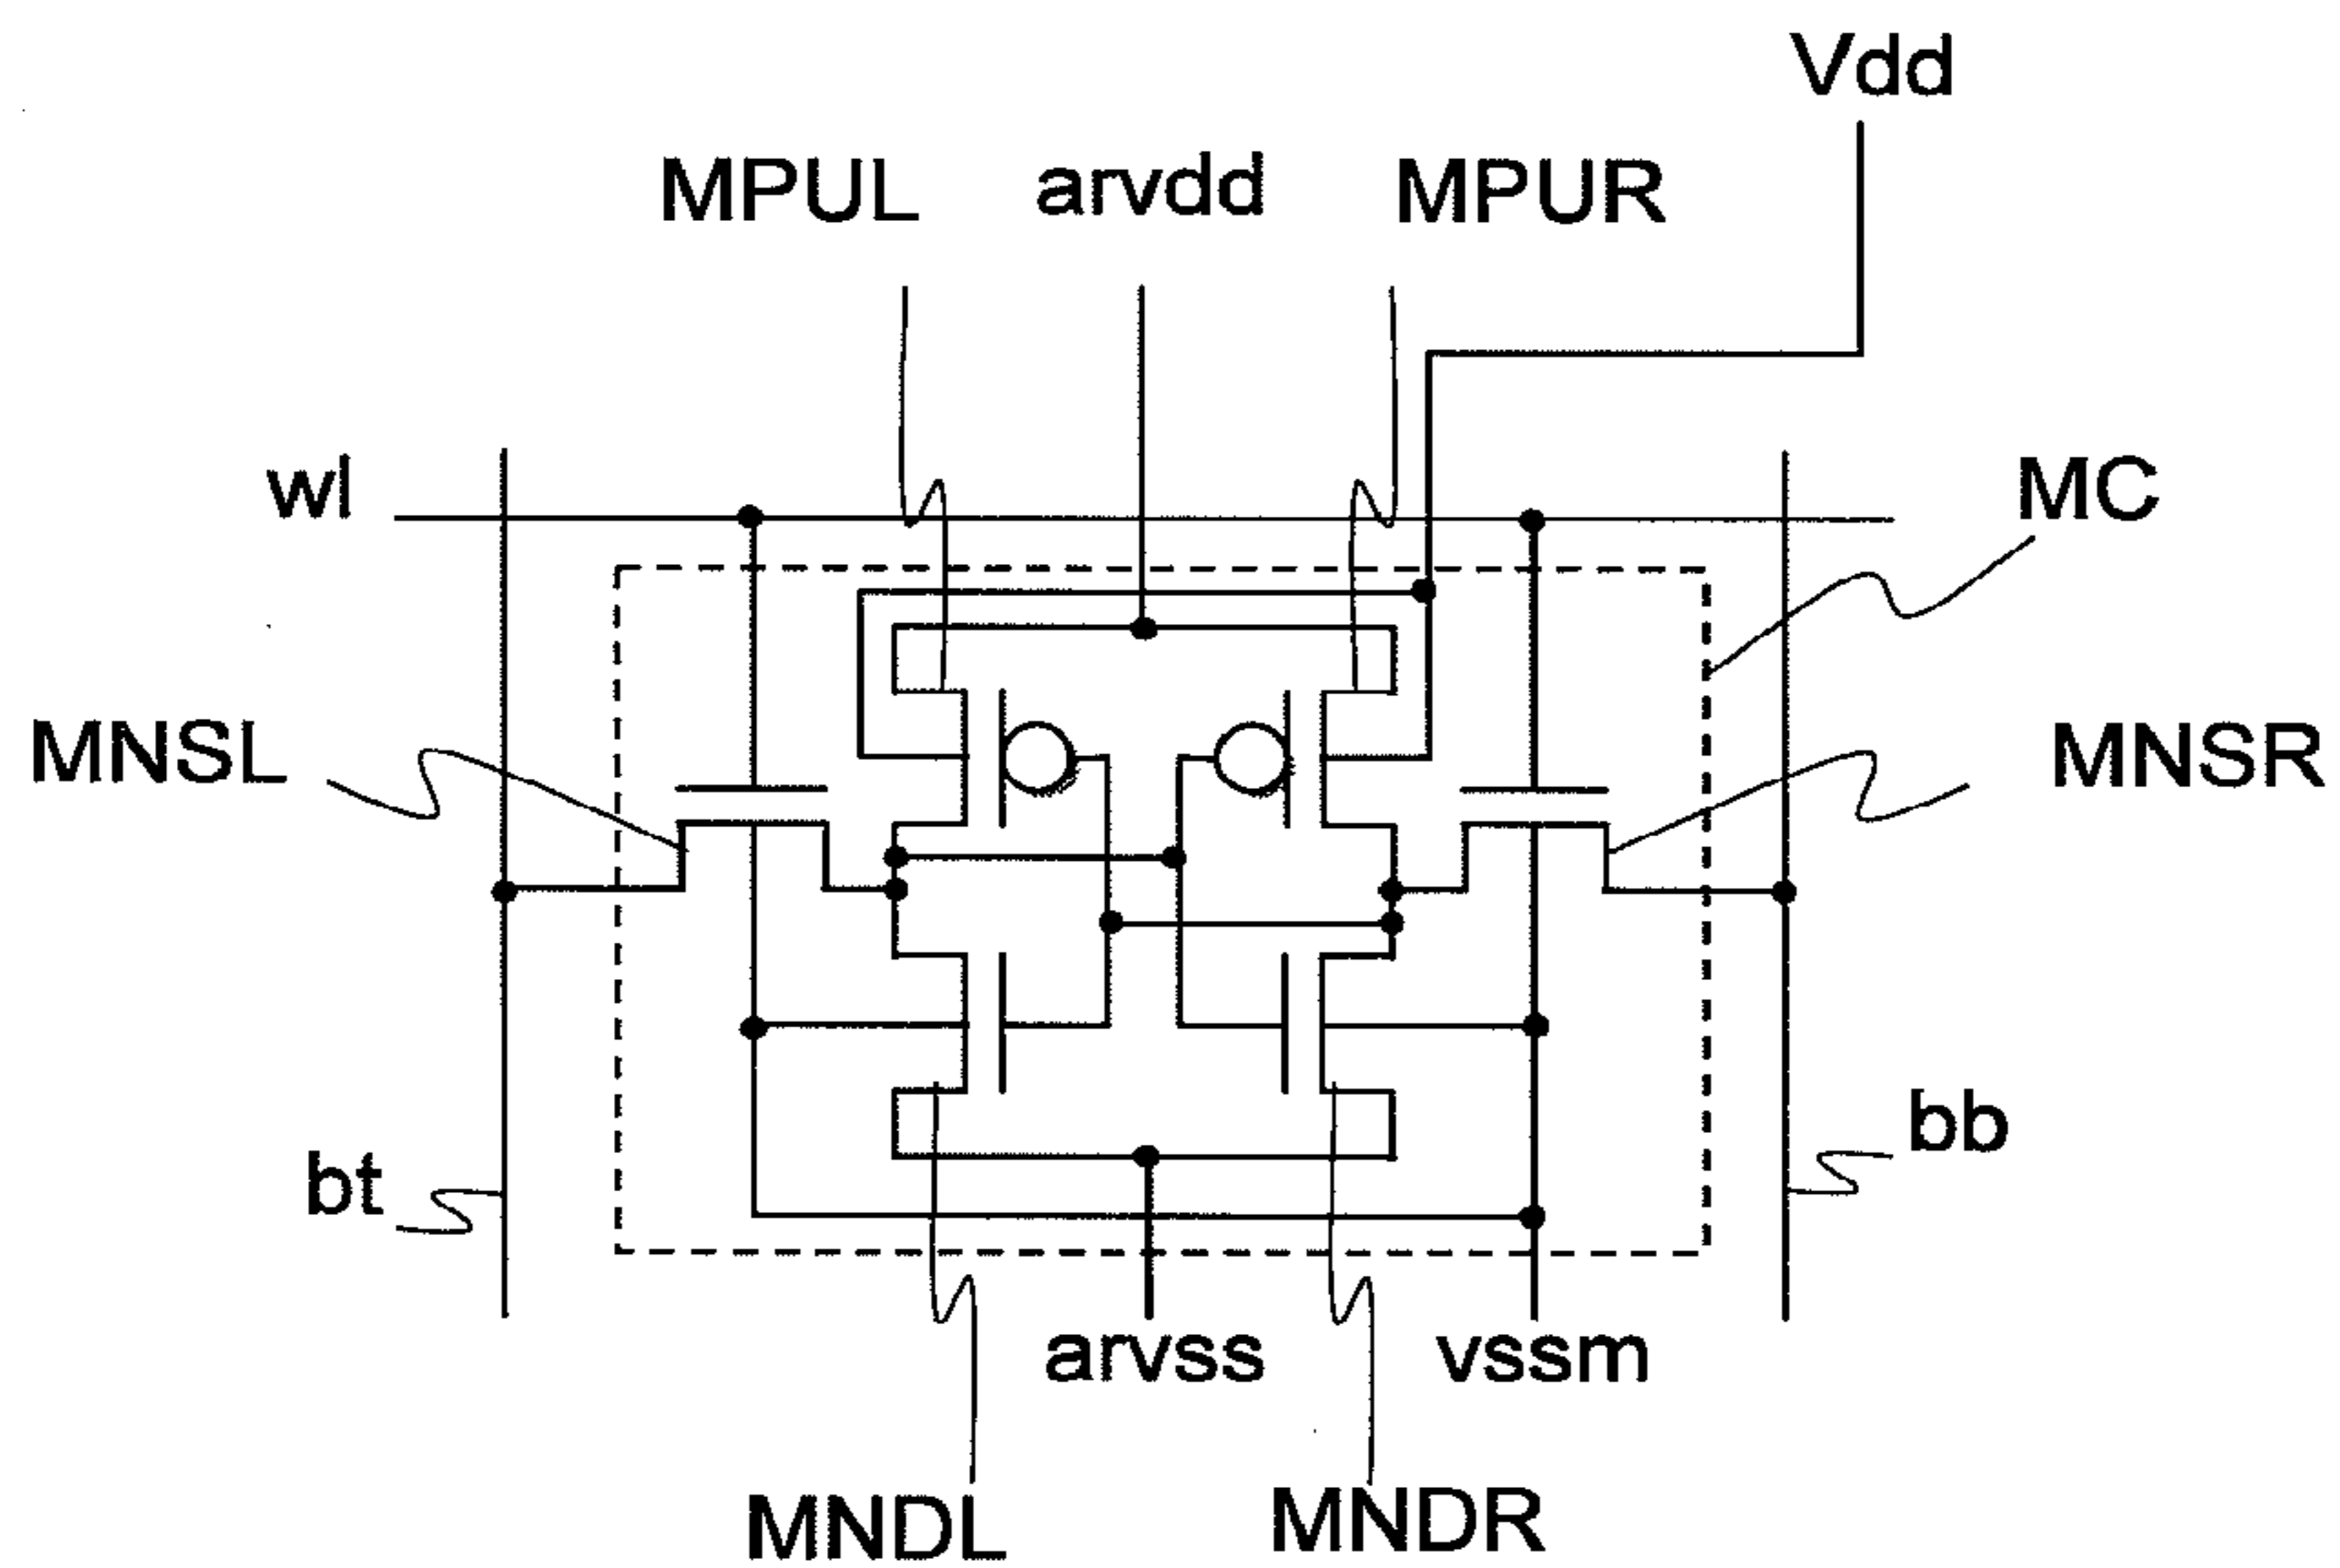 Vdd
MPUL
arvdd
MPUR
wl
MC
MNSL
MNSR
bt
bb
arvss
vssm
MNDL
MNDR